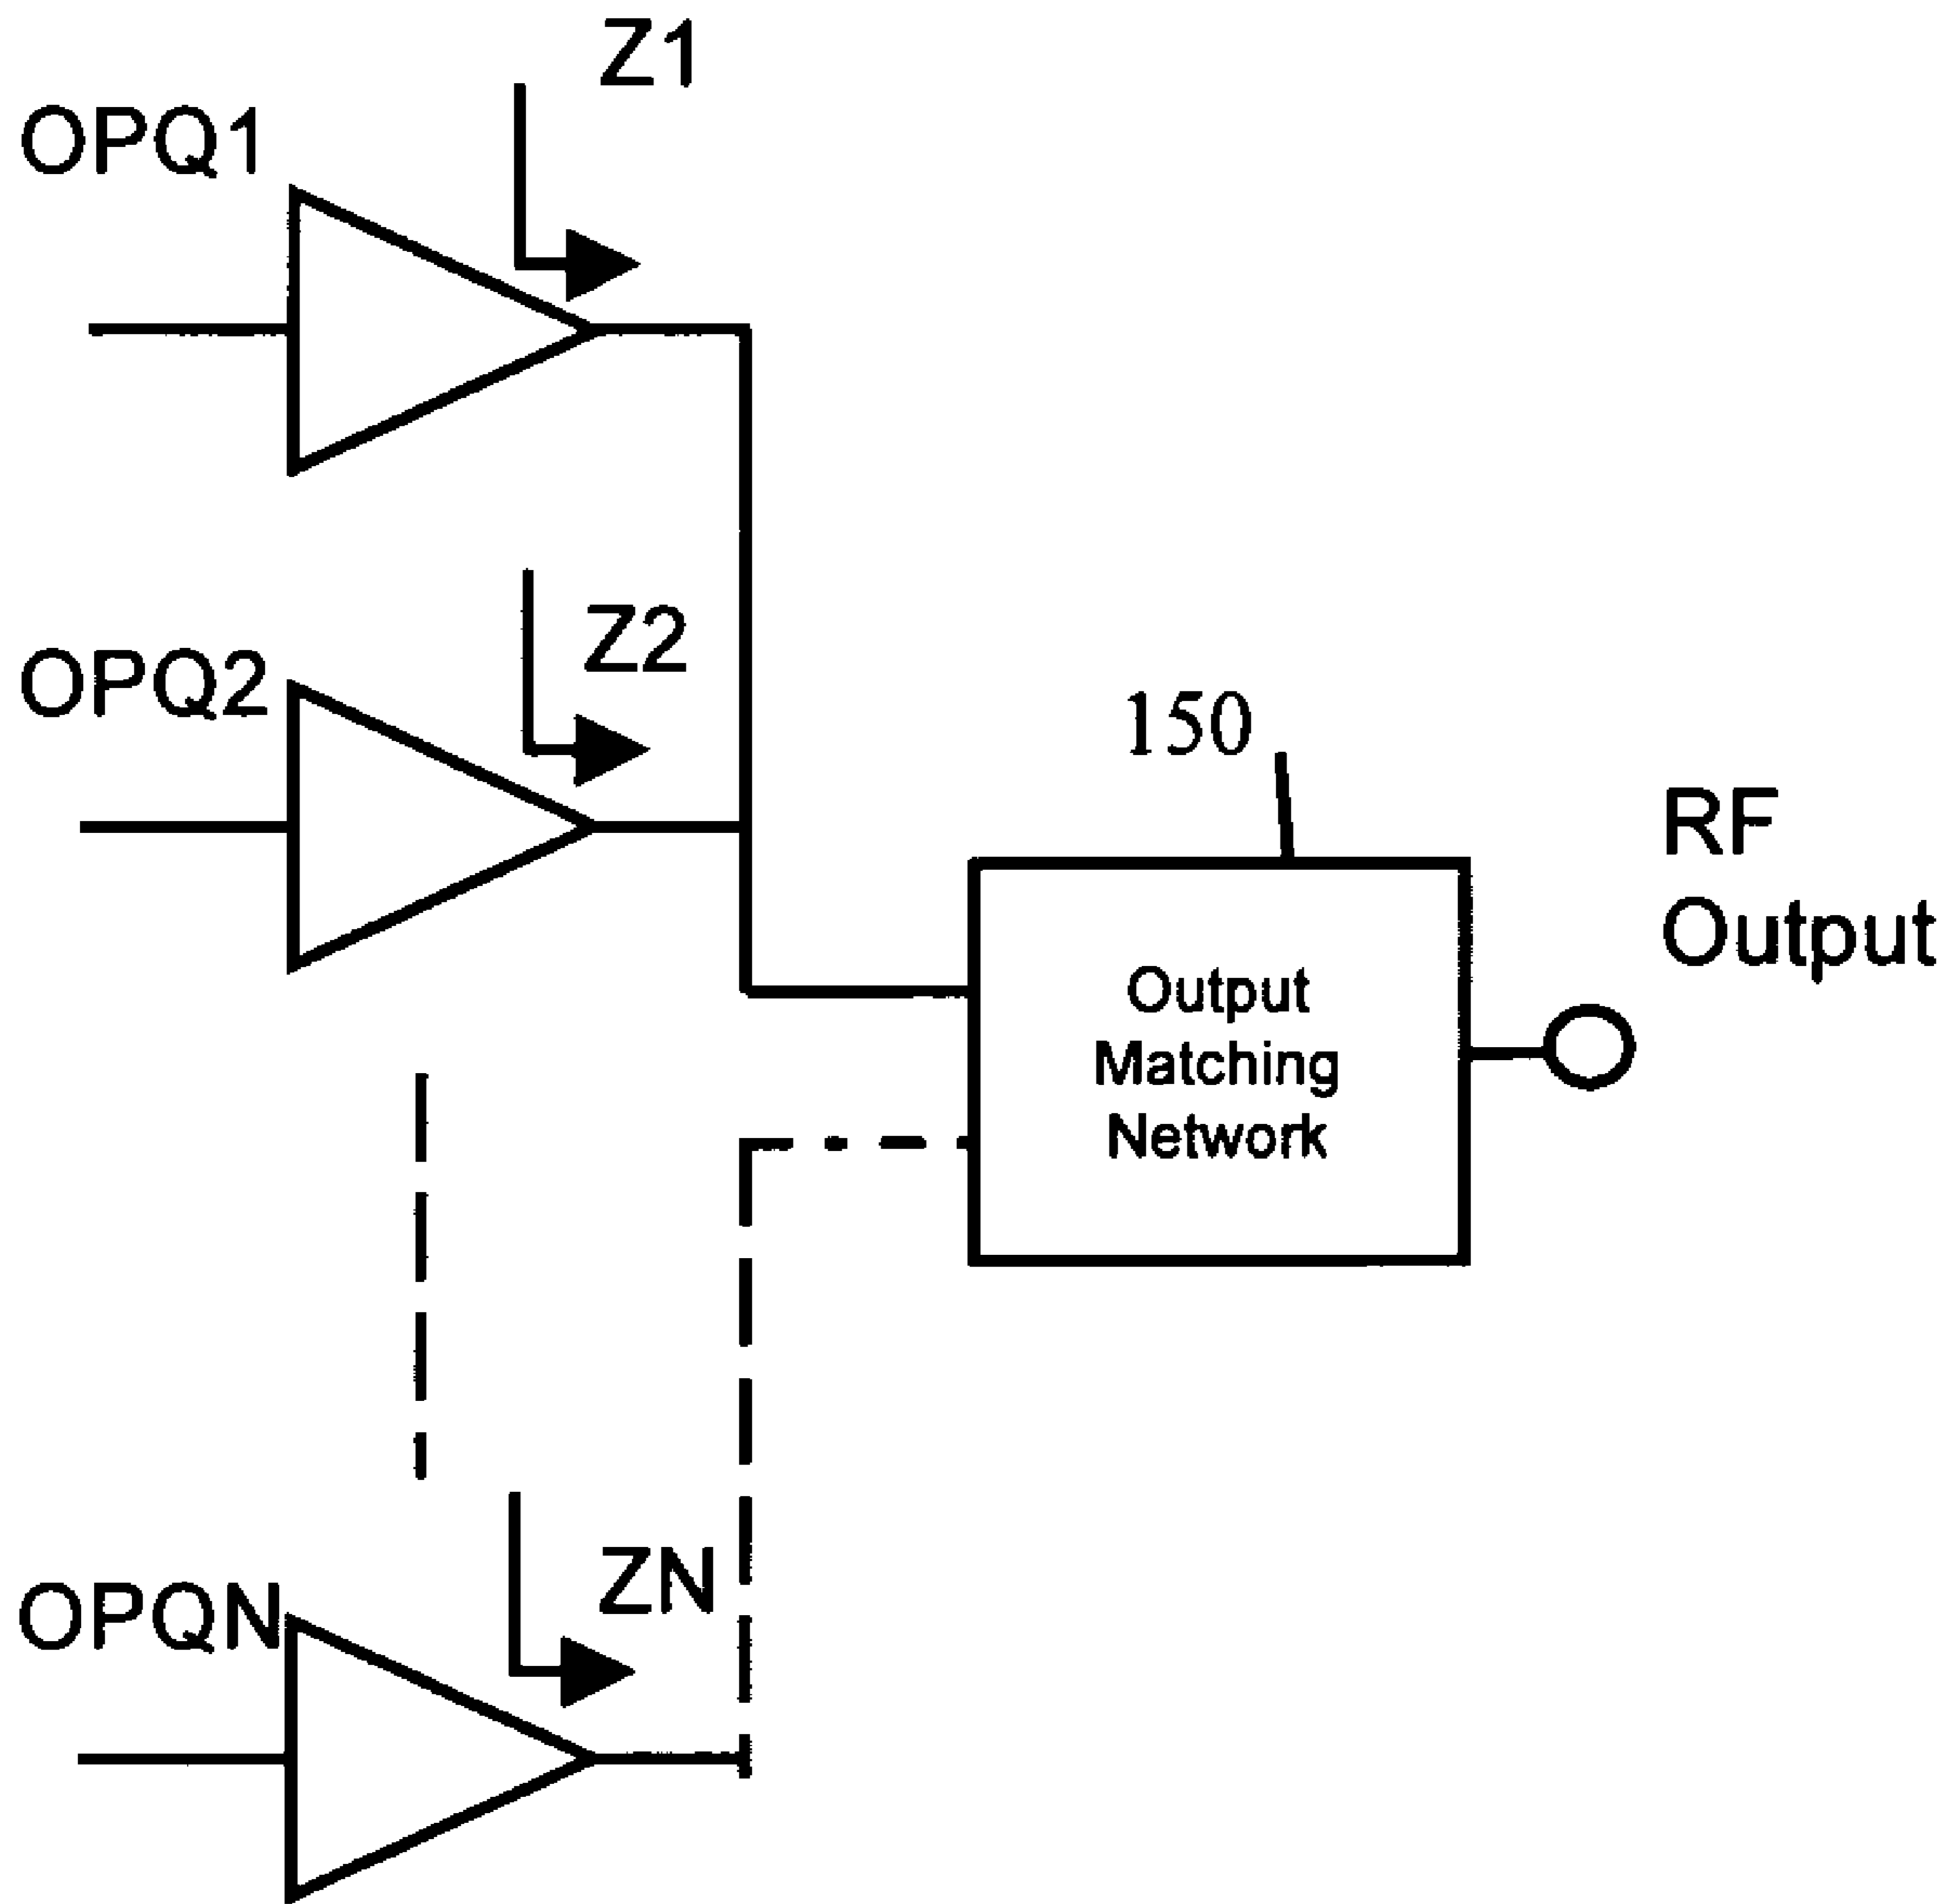 Z1
OPQ1
Z2
OPQ2
150
RF
Output
Output
Matching
Network
ZN
OPQN